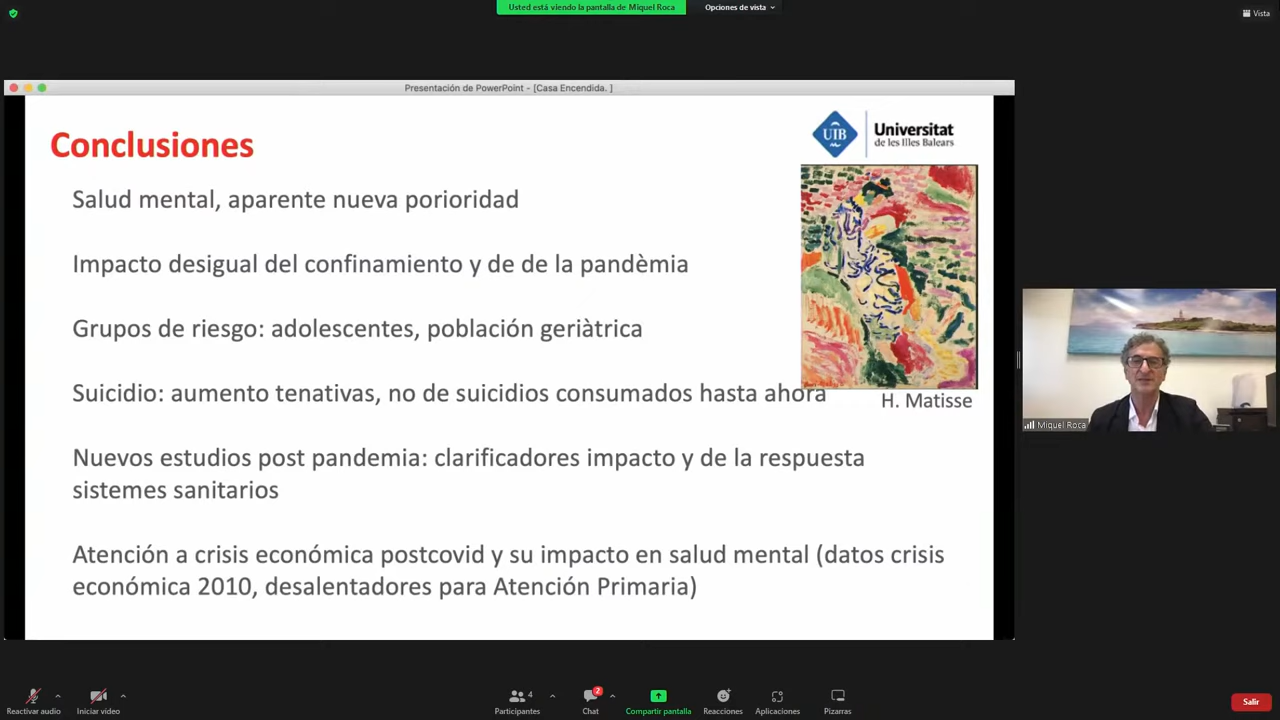 Usted está viendo la pantalla de Miquel Roca
Opciones de vista
Vista
Presentación de PowerPoint - [Casa Encendida. ]
Conclusiones
UIB
Universitat
de les Illes Balears
Salud mental, aparente nueva porioridad
Impacto desigual del confinamiento y de de la pandèmia
Grupos de riesgo: adolescentes, población geriàtrica
Suicidio: aumento tenativas, no de suicidios consumados hasta ahora
H. Matisse
Nuevos estudios post pandemia: clarificadores impacto y de la respuesta
sistemes sanitarios
Atención a crisis económica postcovid y su impacto en salud mental (datos crisis
económica 2010, desalentadores para Atención Primaria)
Miquel Roca
Reactivar audio
Iniciar video
4
Participantes
2
Chat
Compartir pantalla
Reacciones
Aplicaciones
Pizarras
Salir